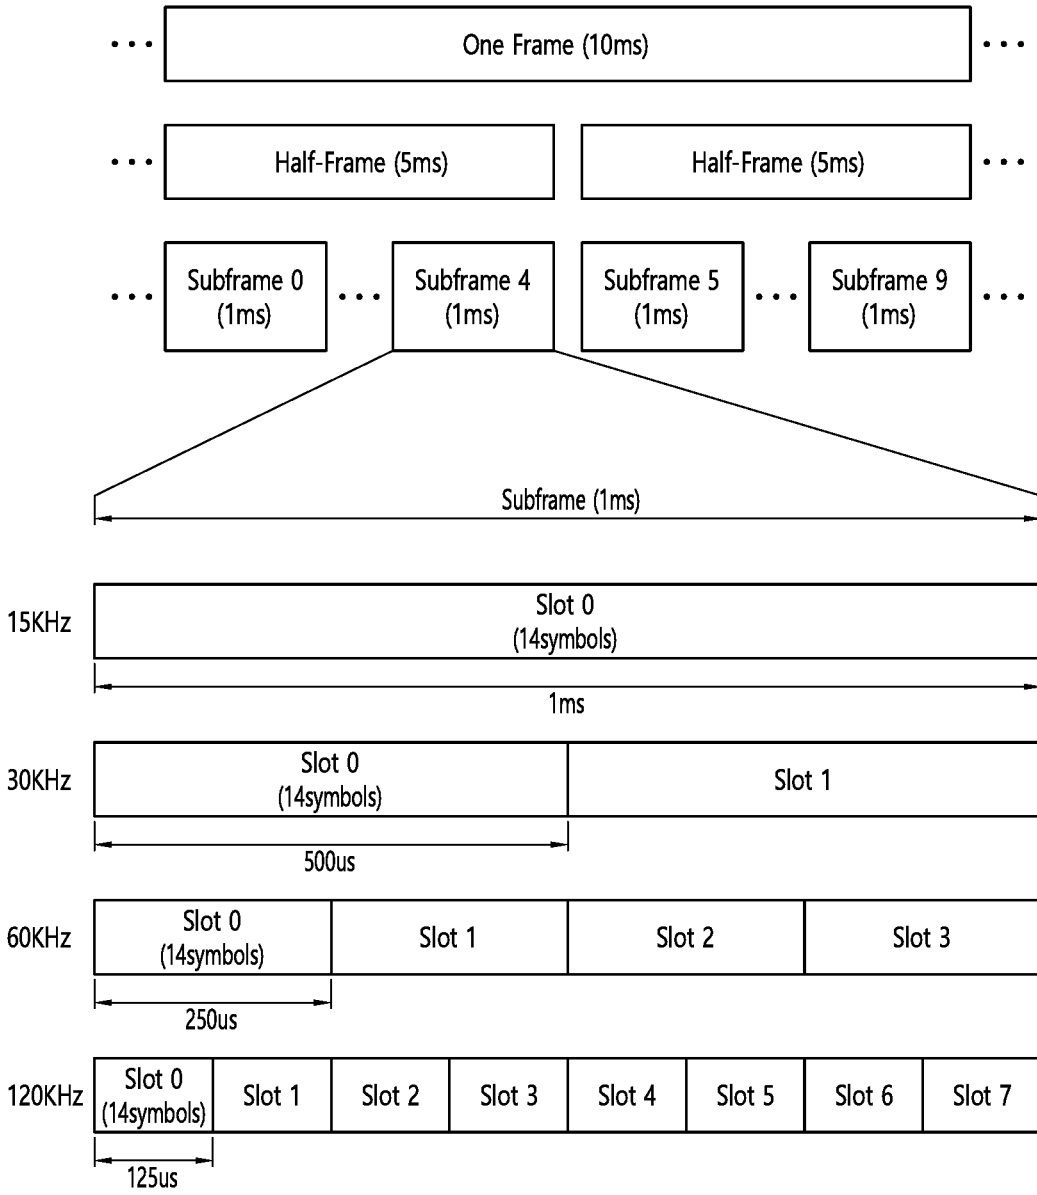 One Frame (10ms)
Half-Frame (5ms)
Half-Frame (5ms)
Subframe 0
(1ms)
Subframe 4
(1ms)
Subframe 5
(1ms)
Subframe 9
(1ms)
Subframe (1ms)
15KHz
Slot 0
(14symbols)
1ms
30KHz
Slot 0
(14symbols)
Slot 1
500us
60KHz
Slot 0
(14symbols)
Slot 1
Slot 2
Slot 3
250us
120KHz
Slot 0
(14symbols)
Slot 1
Slot 2
Slot 3
Slot 4
Slot 5
Slot 6
Slot 7
125us